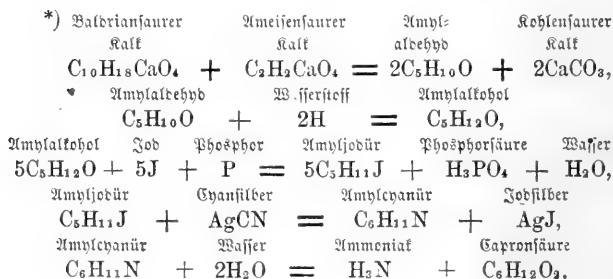 *) Baldriansaurer Ameisensaurer Amyl- Kohlensaurer
Kalk Kalk aldehyd Kalk
C₁₀H₁₈CaO₄ + C₂H₂CaO₄ = 2C₅H₁₀O + 2CaCO₃,
Amylaldehyd W.sserstoff Amylalkohol
C₅H₁₀O + 2H = C₅H₁₂O,
Amylalkohol Jod Phosphor Amyljodür Phosphorsäure Wasser
5C₅H₁₂O + 5J + P = 5C₅H₁₁J + H₃PO₄ + H₂O,
Amyljodür Cyansilber Amylcyanür Jodsilber
C₅H₁₁J + AgCN = C₆H₁₁N + AgJ,
Amylcyanür Wasser Ammoniak Capronsäure
C₆H₁₁N + 2H₂O = H₃N + C₆H₁₂O₂,